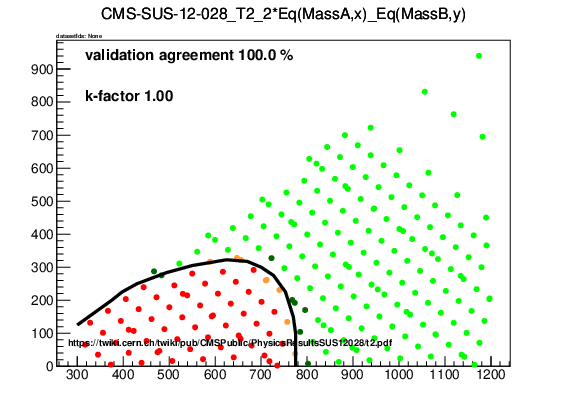 CMS-SUS-12-028_T2_2*Eq(MassA,x)_Eq(MassB,y)
datasetIds: None
validation agreement 100.0 %
k-factor 1.00
900
800
700
600
500
400
300
200
100
0
https://twiki.cern.ch/twiki/pub/CMSPublic/PhysicsResultsSUS12028/t2.pdf
300 400 500 600 700 800 900 1000 1100 1200